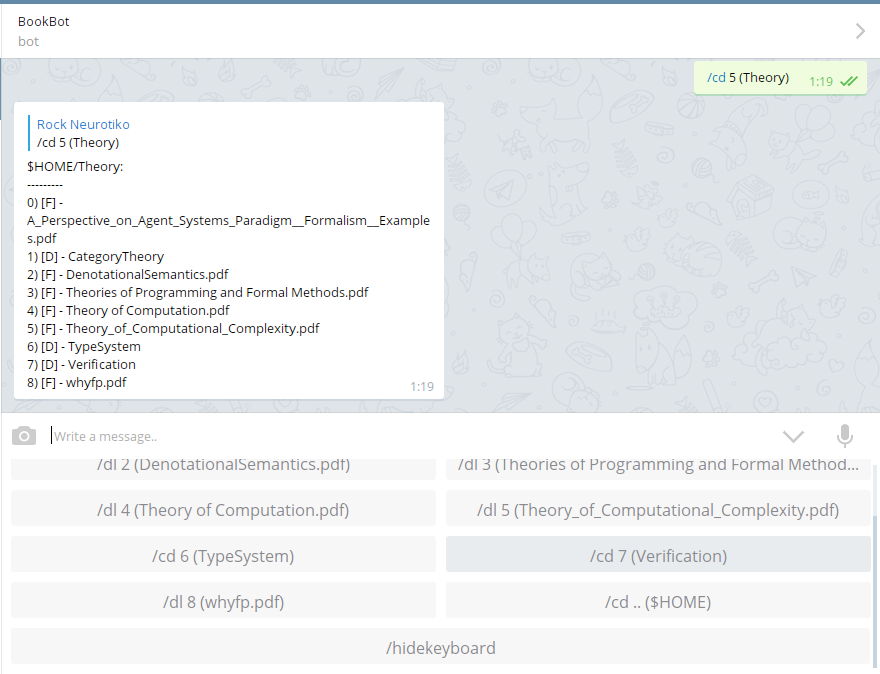 BookBot
bot
/cd 5 (Theory) 1:19
Rock Neurotiko
/cd 5 (Theory)
$HOME/Theory:
---------
0) [F] -
A_Perspective_on_Agent_Systems_Paradigm__Formalism__Example
s.pdf
1) [D] - CategoryTheory
2) [F] - DenotationalSemantics.pdf
3) [F] - Theories of Programming and Formal Methods.pdf
4) [F] - Theory of Computation.pdf
5) [F] - Theory_of_Computational_Complexity.pdf
6) [D] - TypeSystem
7) [D] - Verification
8) [F] - whyfp.pdf
1:19
Write a message..
/dl 2 (DenotationalSemantics.pdf)
/dl 3 (Theories of Programming and Formal Method...
/dl 4 (Theory of Computation.pdf)
/dl 5 (Theory_of_Computational_Complexity.pdf)
/cd 6 (TypeSystem)
/cd 7 (Verification)
/dl 8 (whyfp.pdf)
/cd .. ($HOME)
/hidekeyboard